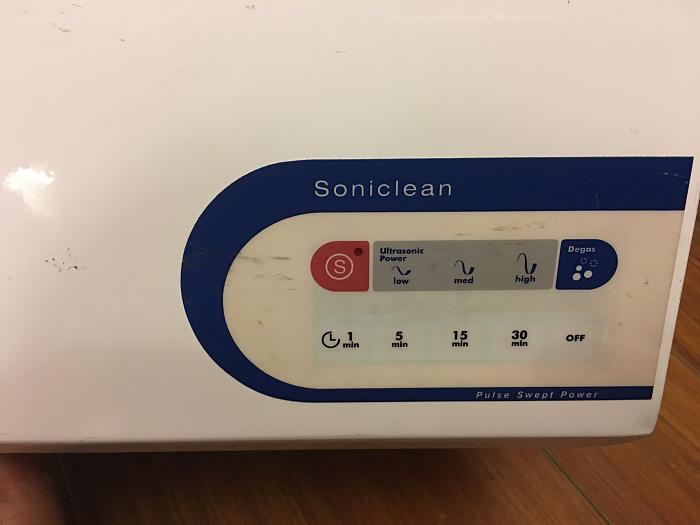 Soniclean
S
Ultrasonic
Power
low
med
high
Degas
1
min
5
min
15
min
30
min
OFF
Pulse Swept Power